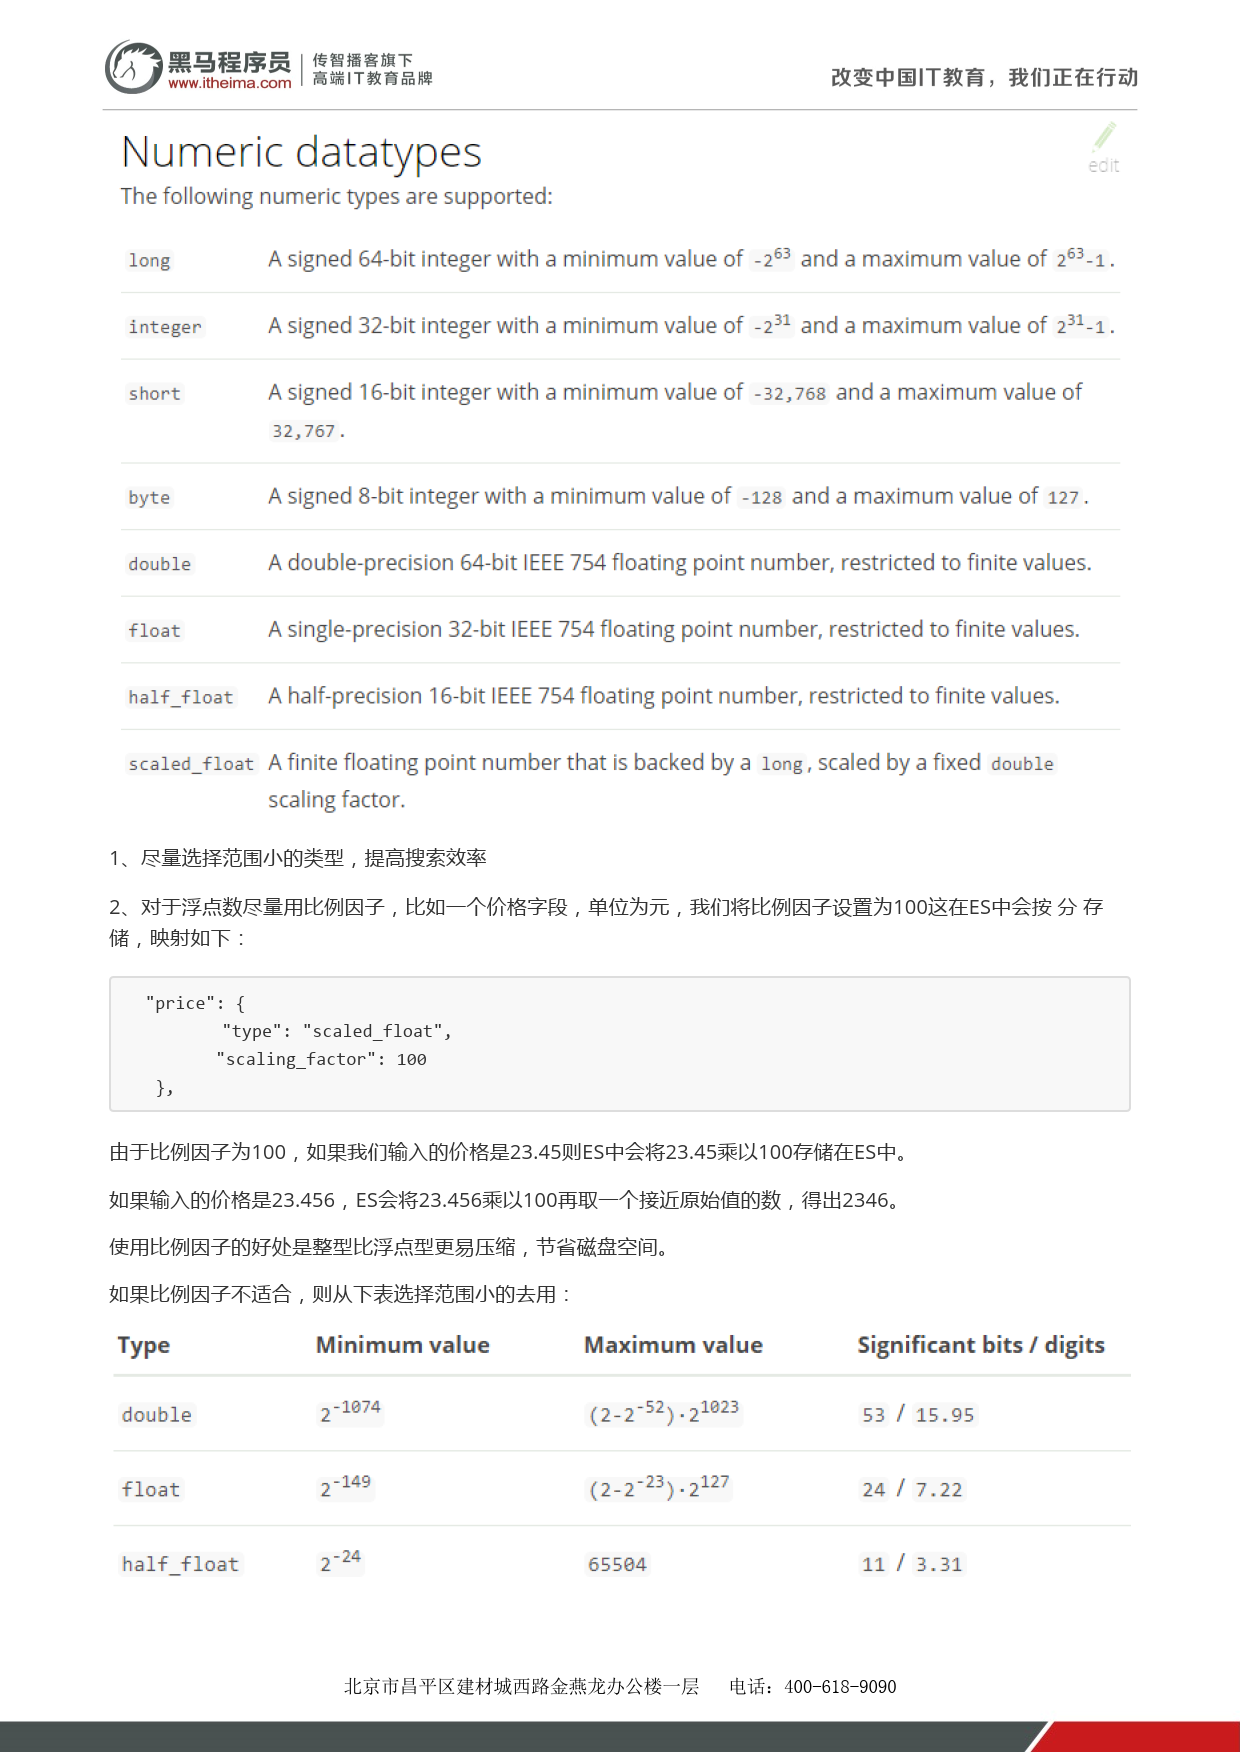 黑马程序员
www.itheima.com
传智播客旗下
高端IT教育品牌
改变中国IT教育，我们正在行动
Numeric datatypes
edit
The following numeric types are supported:
long A signed 64-bit integer with a minimum value of -2^63 and a maximum value of 2^63-1.
integer A signed 32-bit integer with a minimum value of -2^31 and a maximum value of 2^31-1.
short A signed 16-bit integer with a minimum value of -32,768 and a maximum value of
32,767.
byte A signed 8-bit integer with a minimum value of -128 and a maximum value of 127.
double A double-precision 64-bit IEEE 754 floating point number, restricted to finite values.
float A single-precision 32-bit IEEE 754 floating point number, restricted to finite values.
half_float A half-precision 16-bit IEEE 754 floating point number, restricted to finite values.
scaled_float A finite floating point number that is backed by a long, scaled by a fixed double
scaling factor.
1、尽量选择范围小的类型，提高搜索效率
2、对于浮点数尽量用比例因子，比如一个价格字段，单位为元，我们将比例因子设置为100这在ES中会按 分 存
储，映射如下：
"price": {
"type": "scaled_float",
"scaling_factor": 100
},
由于比例因子为100，如果我们输入的价格是23.45则ES中会将23.45乘以100存储在ES中。
如果输入的价格是23.456，ES会将23.456乘以100再取一个接近原始值的数，得出2346。
使用比例因子的好处是整型比浮点型更易压缩，节省磁盘空间。
如果比例因子不适合，则从下表选择范围小的去用：
Type Minimum value Maximum value Significant bits / digits
double 2^-1074 (2-2^-52)·2^1023 53 / 15.95
float 2^-149 (2-2^-23)·2^127 24 / 7.22
half_float 2^-24 65504 11 / 3.31
北京市昌平区建材城西路金燕龙办公楼一层 电话：400-618-9090